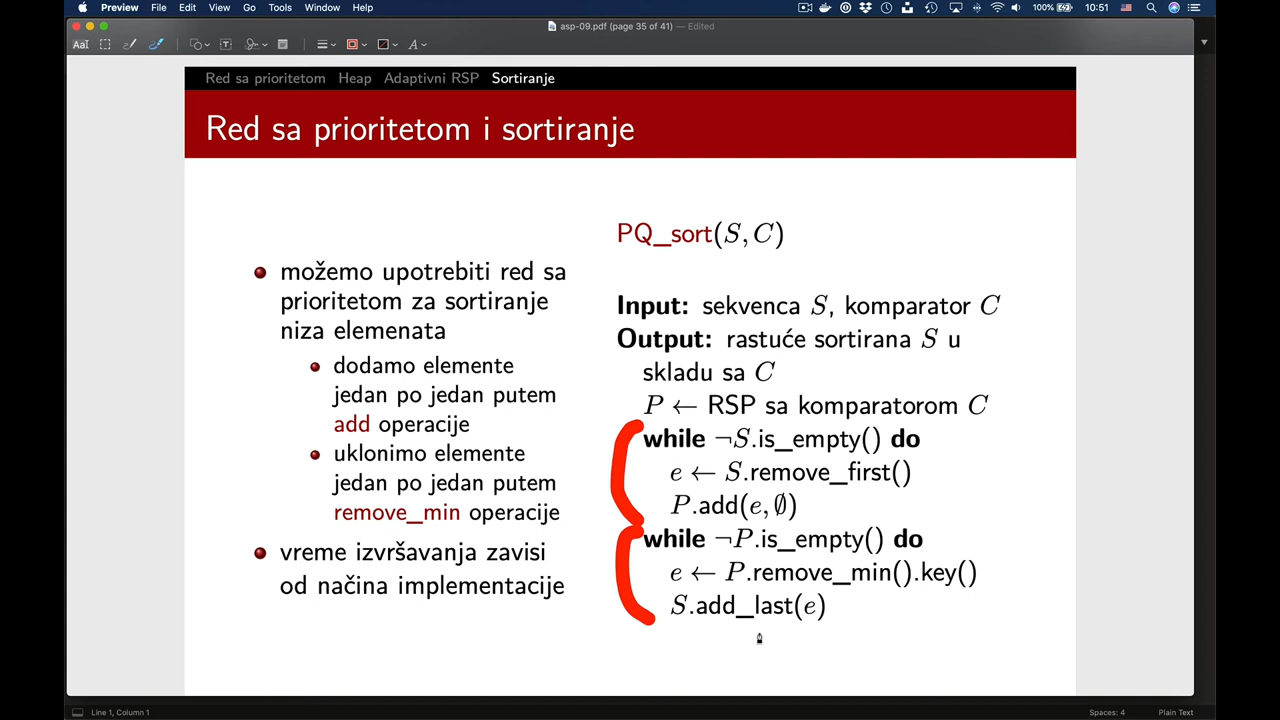 Preview File Edit View Go Tools Window Help
100% 10:51
asp-09.pdf (page 35 of 41) — Edited
AaI
T
A
Red sa prioritetom Heap Adaptivni RSP Sortiranje
Red sa prioritetom i sortiranje
možemo upotrebiti red sa
prioritetom za sortiranje
niza elemenata
dodamo elemente
jedan po jedan putem
add operacije
uklonimo elemente
jedan po jedan putem
remove_min operacije
vreme izvršavanja zavisi
od načina implementacije
PQ_sort(S, C)
Input: sekvenca S, komparator C
Output: rastuće sortirana S u
skladu sa C
P ← RSP sa komparatorom C
while ¬S.is_empty() do
e ← S.remove_first()
P.add(e, ∅)
while ¬P.is_empty() do
e ← P.remove_min().key()
S.add_last(e)
Line 1, Column 1
Spaces: 4 Plain Text